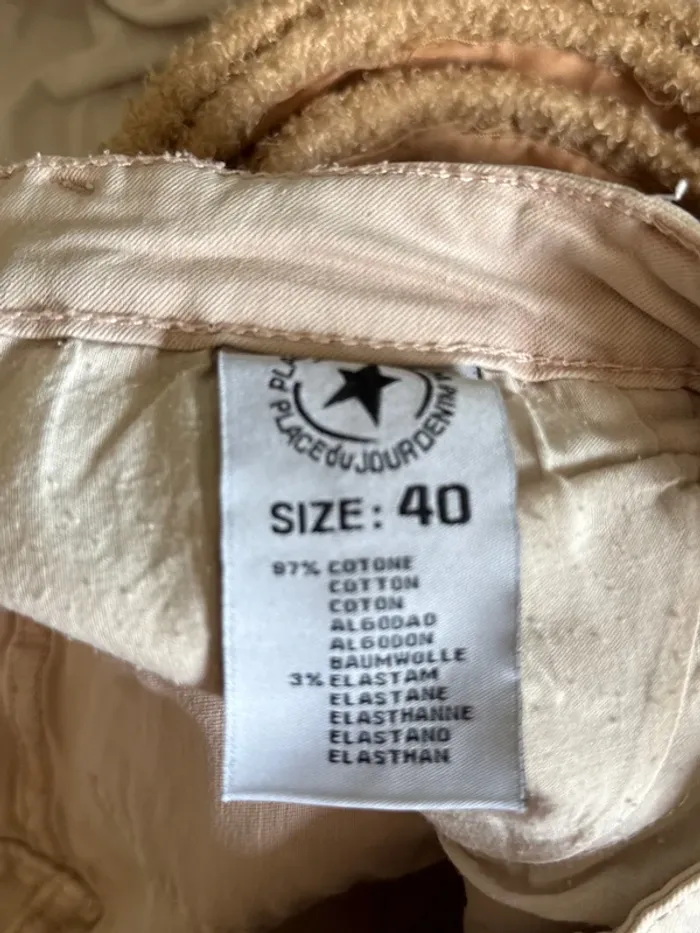 PLACE du JOUR DENIM
SIZE: 40
97% COTONE
COTTON
COTON
ALGODAO
ALGODON
BAUMWOLLE
3% ELASTAM
ELASTANE
ELASTHANNE
ELASTANO
ELASTHAN